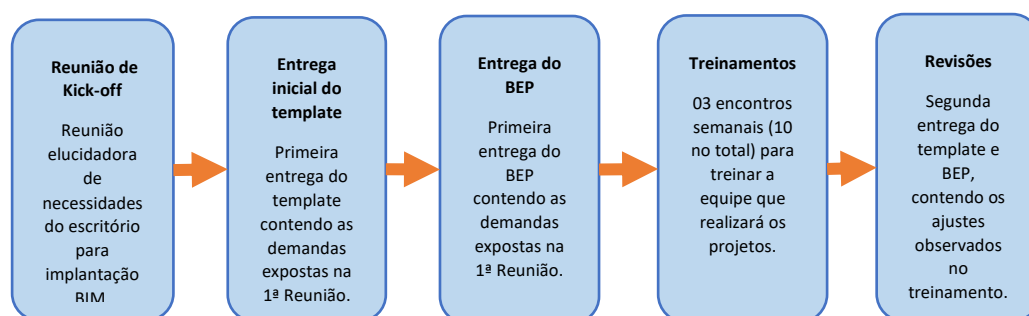 Reunião de
Kick-off
Reunião
elucidadora
de
necessidades
do escritório
para
implantação
BIM
Entrega
inicial do
template
Primeira
entrega do
template
contendo as
demandas
expostas na
1ª Reunião.
Entrega do
BEP
Primeira
entrega do
BEP
contendo as
demandas
expostas na
1ª Reunião.
Treinamentos
03 encontros
semanais (10
no total) para
treinar a
equipe que
realizará os
projetos.
Revisões
Segunda
entrega do
template e
BEP,
contendo os
ajustes
observados
no
treinamento.